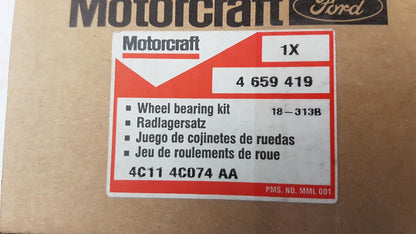 Motorcraft Ford
Motorcraft 1X
4 659 419
▪ Wheel bearing kit 18-313B
▪ Radlagersatz
▪ Juego de cojinetes de ruedas
▪ Jeu de roulements de roue
4C11 4C074 AA
PMS. NO. MML 001